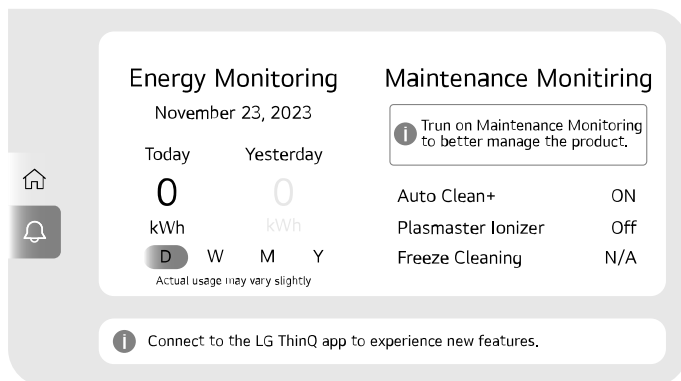 Energy Monitoring
November 23, 2023
Today Yesterday
0 0
kWh kWh
D W M Y
Actual usage may vary slightly
Maintenance Monitiring
Trun on Maintenance Monitoring
to better manage the product.
Auto Clean+ ON
Plasmaster Ionizer Off
Freeze Cleaning N/A
Connect to the LG ThinQ app to experience new features.